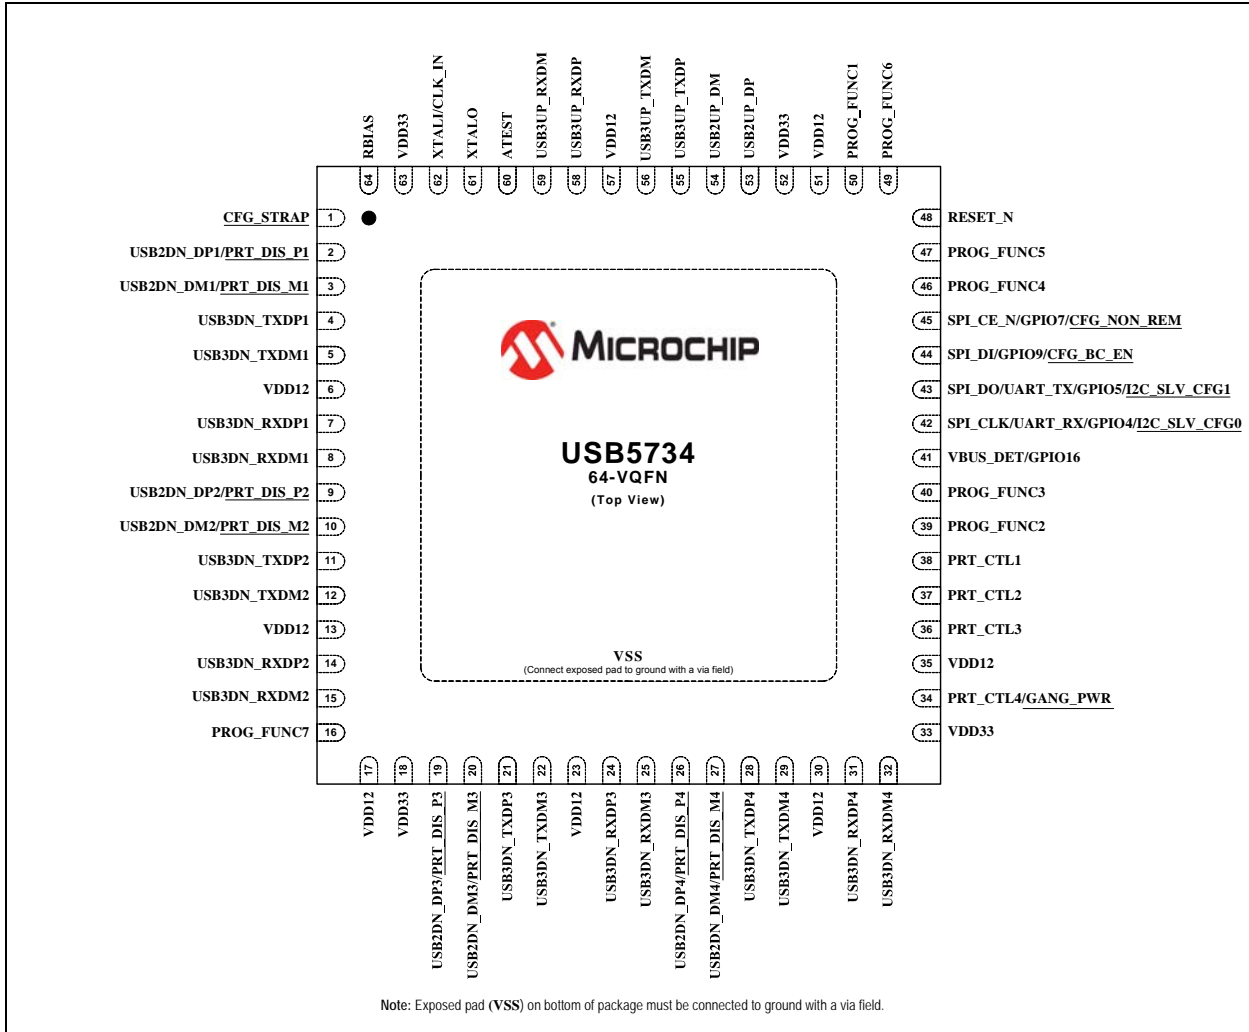 RBIAS
VDD33
XTALI/CLK_IN
XTALO
ATEST
USB3UP_RXDM
USB3UP_RXDP
VDD12
USB3UP_TXDM
USB3UP_TXDP
USB2UP_DM
USB2UP_DP
VDD33
VDD12
PROG_FUNC1
PROG_FUNC6
64
63
62
61
60
59
58
57
56
55
54
53
52
51
50
49
CFG_STRAP 1
USB2DN_DP1/PRT_DIS_P1 2
USB2DN_DM1/PRT_DIS_M1 3
USB3DN_TXDP1 4
USB3DN_TXDM1 5
VDD12 6
USB3DN_RXDP1 7
USB3DN_RXDM1 8
USB2DN_DP2/PRT_DIS_P2 9
USB2DN_DM2/PRT_DIS_M2 10
USB3DN_TXDP2 11
USB3DN_TXDM2 12
VDD12 13
USB3DN_RXDP2 14
USB3DN_RXDM2 15
PROG_FUNC7 16
MICROCHIP
USB5734
64-VQFN
(Top View)
VSS
(Connect exposed pad to ground with a via field)
48 RESET_N
47 PROG_FUNC5
46 PROG_FUNC4
45 SPI_CE_N/GPIO7/CFG_NON_REM
44 SPI_DI/GPIO9/CFG_BC_EN
43 SPI_DO/UART_TX/GPIO5/I2C_SLV_CFG1
42 SPI_CLK/UART_RX/GPIO4/I2C_SLV_CFG0
41 VBUS_DET/GPIO16
40 PROG_FUNC3
39 PROG_FUNC2
38 PRT_CTL1
37 PRT_CTL2
36 PRT_CTL3
35 VDD12
34 PRT_CTL4/GANG_PWR
33 VDD33
17
18
19
20
21
22
23
24
25
26
27
28
29
30
31
32
VDD12
VDD33
USB2DN_DP3/PRT_DIS_P3
USB2DN_DM3/PRT_DIS_M3
USB3DN_TXDP3
USB3DN_TXDM3
VDD12
USB3DN_RXDP3
USB3DN_RXDM3
USB2DN_DP4/PRT_DIS_P4
USB2DN_DM4/PRT_DIS_M4
USB3DN_TXDP4
USB3DN_TXDM4
VDD12
USB3DN_RXDP4
USB3DN_RXDM4
Note: Exposed pad (VSS) on bottom of package must be connected to ground with a via field.